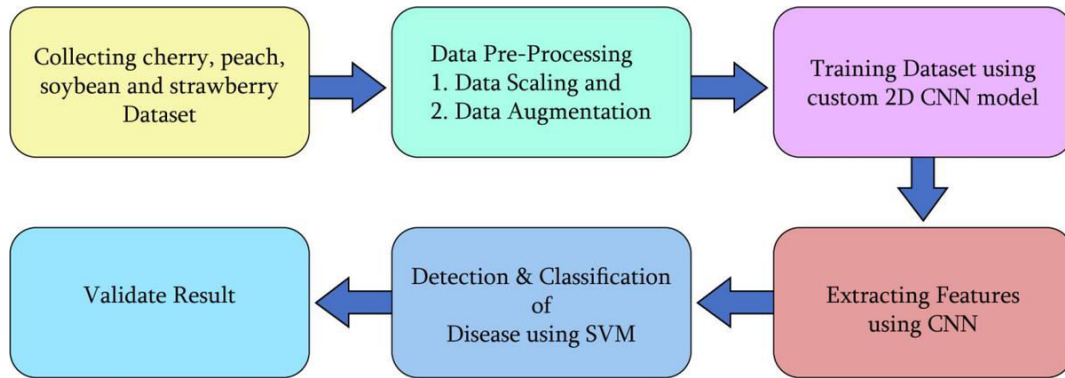 Collecting cherry, peach,
soybean and strawberry
Dataset
Data Pre-Processing
1. Data Scaling and
2. Data Augmentation
Training Dataset using
custom 2D CNN model
Extracting Features
using CNN
Detection & Classification
of
Disease using SVM
Validate Result